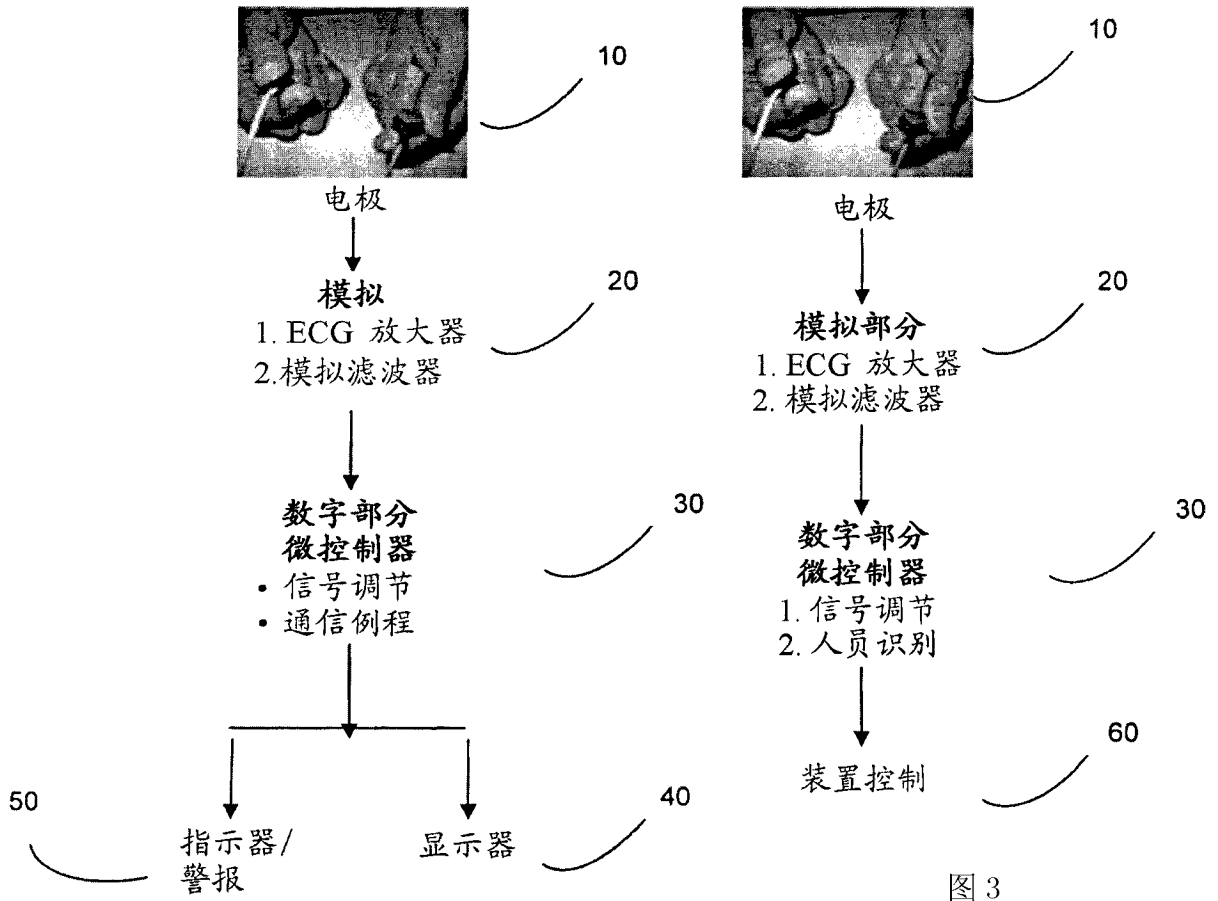 10
电极
模拟
1. ECG 放大器
2.模拟滤波器
20
数字部分
微控制器
• 信号调节
• 通信例程
30
50
指示器/
警报
显示器
40
10
电极
模拟部分
1. ECG 放大器
2. 模拟滤波器
20
数字部分
微控制器
1. 信号调节
2. 人员识别
30
装置控制
60
图 3